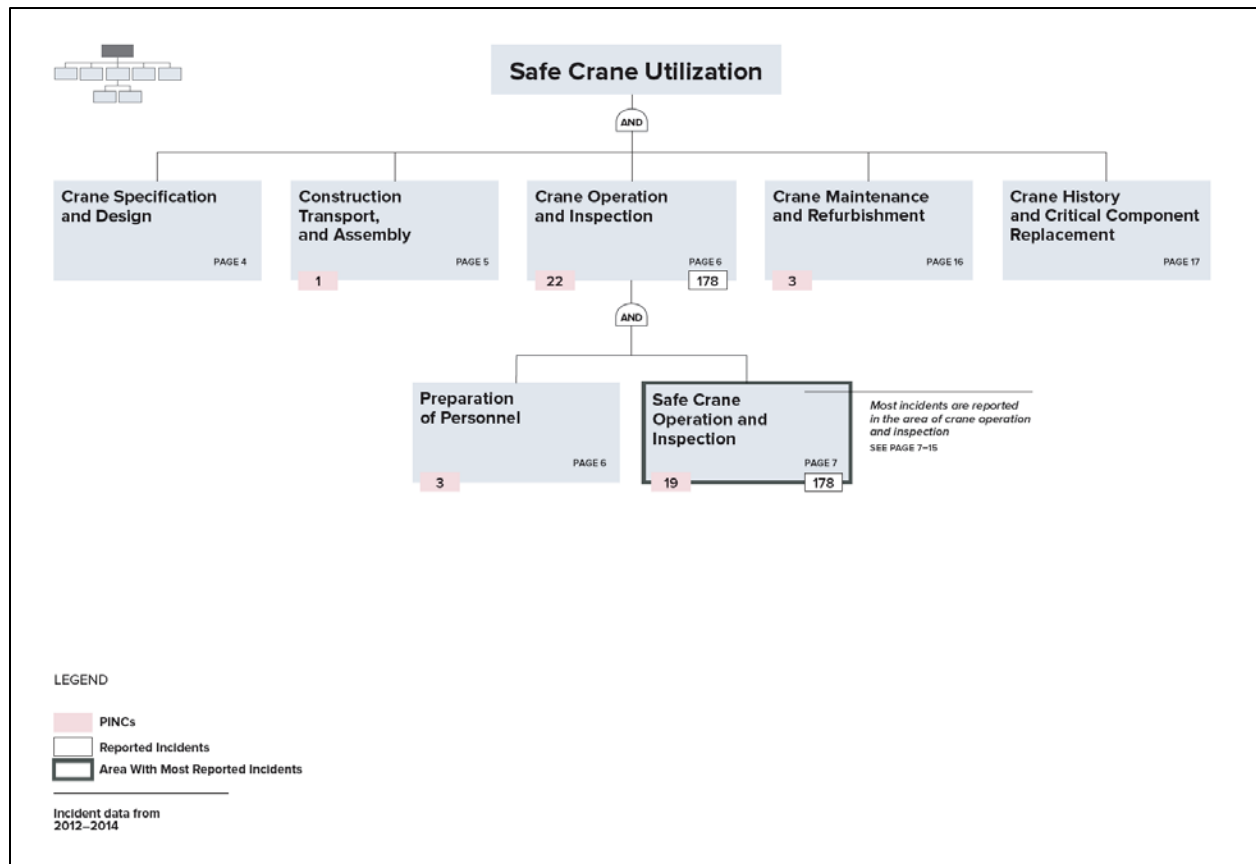 Safe Crane Utilization
AND
Crane Specification
and Design
PAGE 4
Construction
Transport,
and Assembly
PAGE 5
1
Crane Operation
and Inspection
PAGE 6
22
178
Crane Maintenance
and Refurbishment
PAGE 16
3
Crane History
and Critical Component
Replacement
PAGE 17
AND
Preparation
of Personnel
PAGE 6
3
Safe Crane
Operation and
Inspection
PAGE 7
19
178
Most incidents are reported
in the area of crane operation
and inspection
SEE PAGE 7–15
LEGEND
PINCs
Reported Incidents
Area With Most Reported Incidents
Incident data from
2012–2014